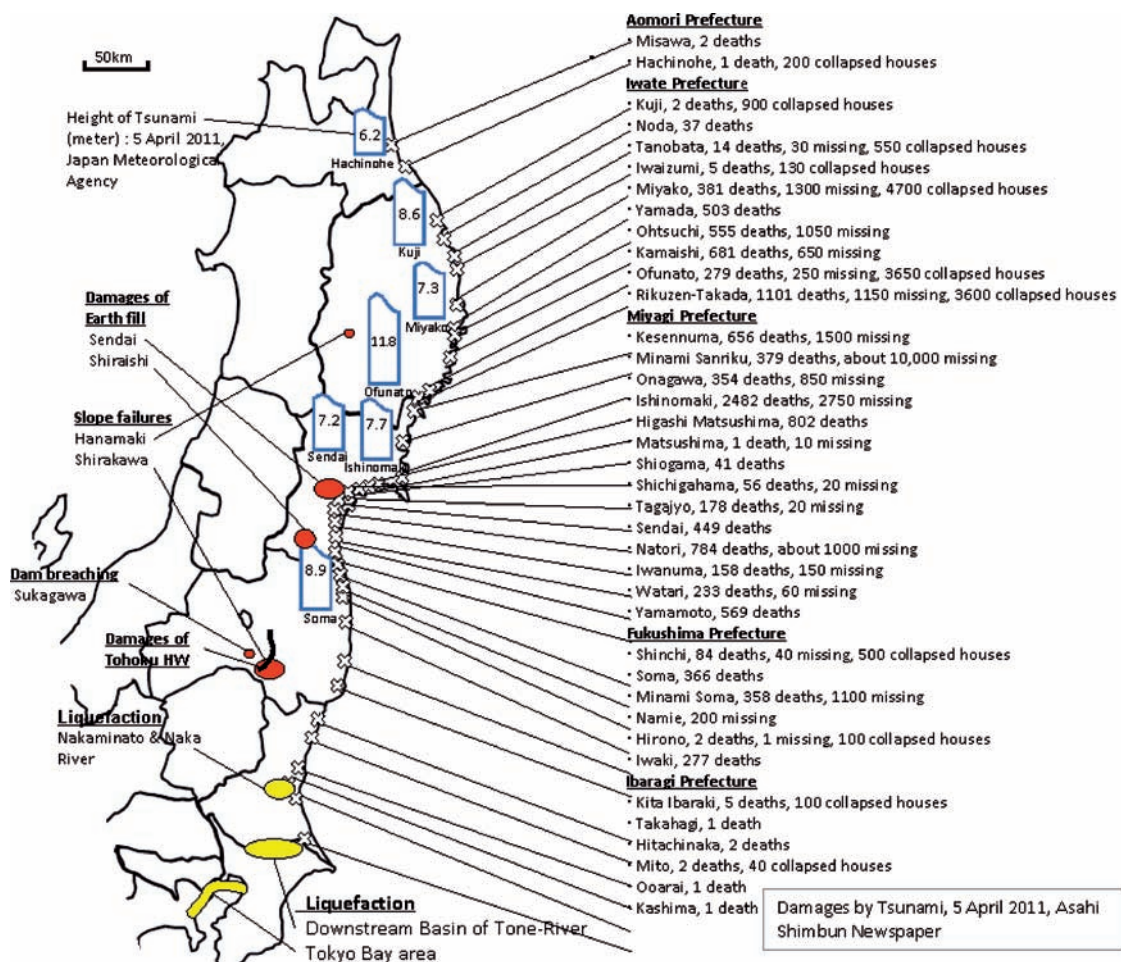 50km
Height of Tsunami
(meter) : 5 April 2011,
Japan Meteorologica
Agency
6.2
Hachinohe
8.6
Kuji
7.3
Miyako
11.8
Ofunato
7.2
Sendai
7.7
Ishinomak
8.9
Soma
Damages of
Earth fill
Sendai
Shiraishi
Slope failures
Hanamaki
Shirakawa
Dam breaching
Sukagawa
Damages of
Tohoku HW
Liquefaction
Nakaminato & Naka
River
Liquefaction
Downstream Basin of Tone-River
Tokyo Bay area
Aomori Prefecture
· Misawa, 2 deaths
· Hachinohe, 1 death, 200 collapsed houses
Iwate Prefecture
· Kuji, 2 deaths, 900 collapsed houses
· Noda, 37 deaths
· Tanobata, 14 deaths, 30 missing, 550 collapsed houses
· Iwaizumi, 5 deaths, 130 collapsed houses
· Miyako, 381 deaths, 1300 missing, 4700 collapsed houses
· Yamada, 503 deaths
· Ohtsuchi, 555 deaths, 1050 missing
· Kamaishi, 681 deaths, 650 missing
· Ofunato, 279 deaths, 250 missing, 3650 collapsed houses
· Rikuzen-Takada, 1101 deaths, 1150 missing, 3600 collapsed houses
Miyagi Prefecture
· Kesennuma, 656 deaths, 1500 missing
· Minami Sanriku, 379 deaths, about 10,000 missing
· Onagawa, 354 deaths, 850 missing
· Ishinomaki, 2482 deaths, 2750 missing
· Higashi Matsushima, 802 deaths
· Matsushima, 1 death, 10 missing
· Shiogama, 41 deaths
· Shichigahama, 56 deaths, 20 missing
· Tagajyo, 178 deaths, 20 missing
· Sendai, 449 deaths
· Natori, 784 deaths, about 1000 missing
· Iwanuma, 158 deaths, 150 missing
· Watari, 233 deaths, 60 missing
· Yamamoto, 569 deaths
Fukushima Prefecture
· Shinchi, 84 deaths, 40 missing, 500 collapsed houses
· Soma, 366 deaths
· Minami Soma, 358 deaths, 1100 missing
· Namie, 200 missing
· Hirono, 2 deaths, 1 missing, 100 collapsed houses
· Iwaki, 277 deaths
Ibaragi Prefecture
· Kita Ibaraki, 5 deaths, 100 collapsed houses
· Takahagi, 1 death
· Hitachinaka, 2 deaths
· Mito, 2 deaths, 40 collapsed houses
· Ooarai, 1 death
· Kashima, 1 death
Damages by Tsunami, 5 April 2011, Asahi
Shimbun Newspaper